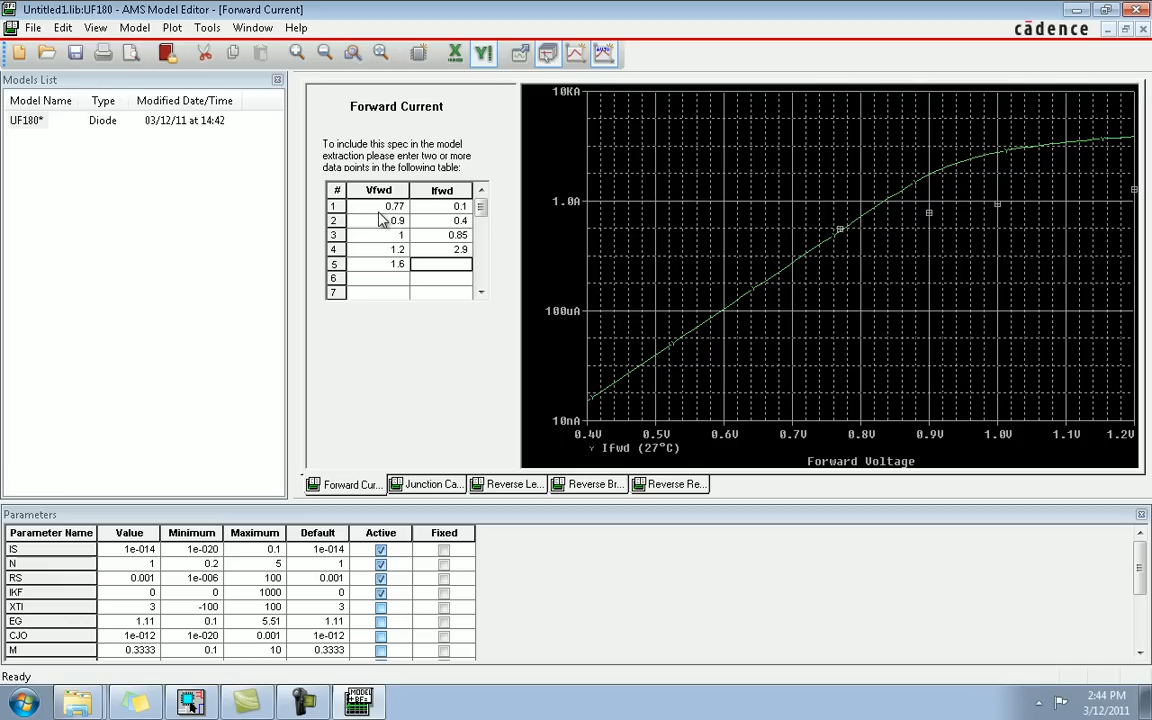 Untitled1.lib:UF180 - AMS Model Editor - [Forward Current]
File Edit View Model Plot Tools Window Help
cādence
Models List
Model Name Type Modified Date/Time
UF180* Diode 03/12/11 at 14:42
Forward Current
To include this spec in the model
extraction please enter two or more
data points in the following table:
# Vfwd Ifwd
1 0.77 0.1
2 0.9 0.4
3 1 0.85
4 1.2 2.9
5 1.6
6
7
10KA
1.0A
100uA
10nA
0.4V 0.5V 0.6V 0.7V 0.8V 0.9V 1.0V 1.1V 1.2V
Y Ifwd (27°C)
Forward Voltage
Forward Cur... Junction Ca... Reverse Le... Reverse Br... Reverse Re...
Parameters
Parameter Name Value Minimum Maximum Default Active Fixed
IS 1e-014 1e-020 0.1 1e-014
N 1 0.2 5 1
RS 0.001 1e-006 100 0.001
IKF 0 0 1000 0
XTI 3 -100 100 3
EG 1.11 0.1 5.51 1.11
CJO 1e-012 1e-020 0.001 1e-012
M 0.3333 0.1 10 0.3333
Ready
2:44 PM
3/12/2011